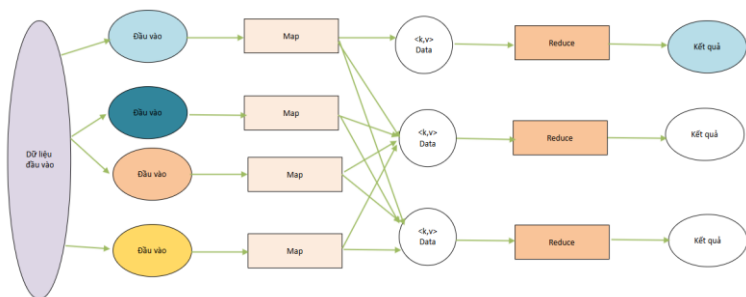 Dữ liệu
đầu vào
Đầu vào
Map
<k,v>
Data
Reduce
Kết quả
Đầu vào
Map
<k,v>
Data
Reduce
Kết quả
Đầu vào
Map
Đầu vào
Map
<k,v>
Data
Reduce
Kết quả